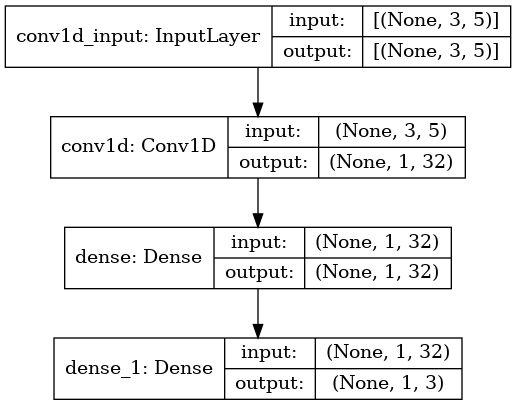 conv1d_input: InputLayer
input:
[(None, 3, 5)]
output:
[(None, 3, 5)]
conv1d: Conv1D
input:
(None, 3, 5)
output:
(None, 1, 32)
dense: Dense
input:
(None, 1, 32)
output:
(None, 1, 32)
dense_1: Dense
input:
(None, 1, 32)
output:
(None, 1, 3)